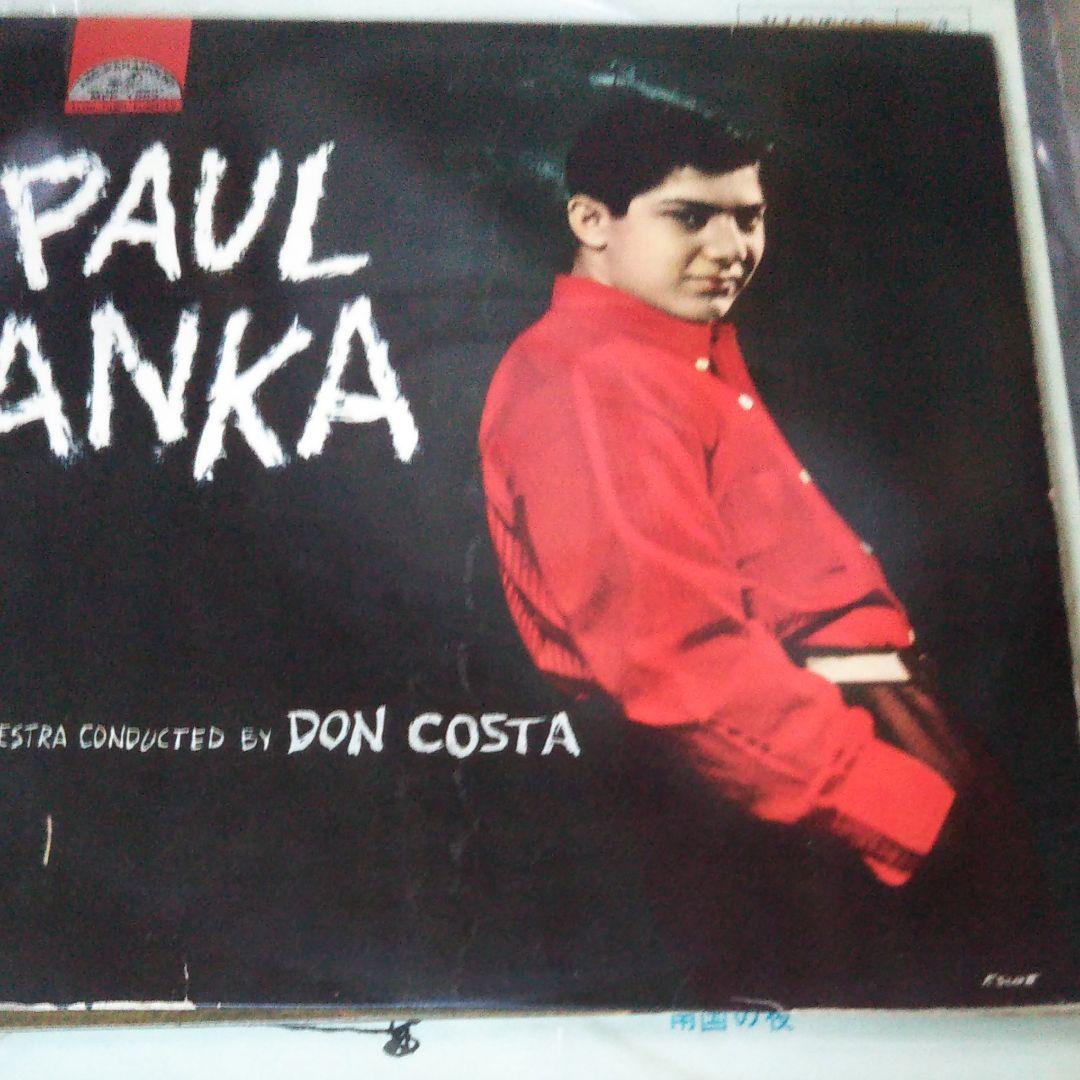 PAUL
ANKA
ESTRA CONDUCTED BY DON COSTA
南国の夜